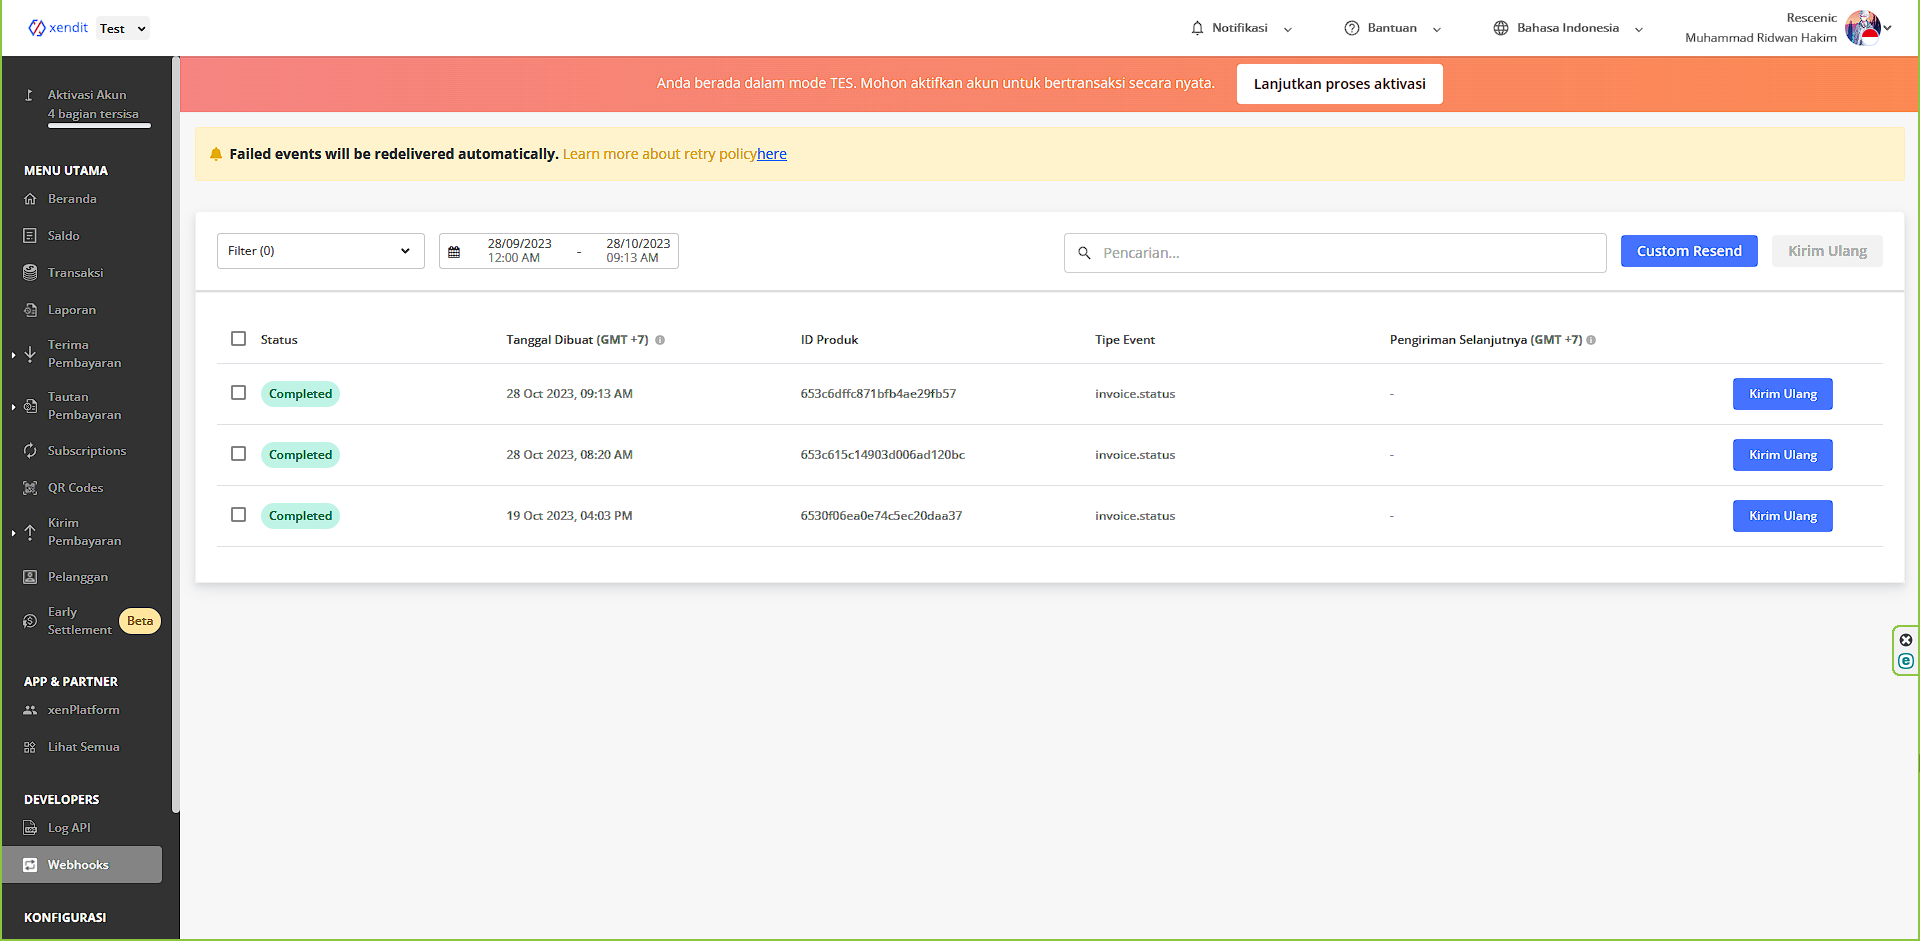 xendit
Test
Notifikasi
Bantuan
Bahasa Indonesia
Rescenic
Muhammad Ridwan Hakim
Aktivasi Akun
4 bagian tersisa
MENU UTAMA
Beranda
Saldo
Transaksi
Laporan
Terima
Pembayaran
Tautan
Pembayaran
Subscriptions
QR Codes
Kirim
Pembayaran
Pelanggan
Early
Settlement Beta
APP & PARTNER
xenPlatform
Lihat Semua
DEVELOPERS
Log API
Webhooks
KONFIGURASI
Anda berada dalam mode TES. Mohon aktifkan akun untuk bertransaksi secara nyata. Lanjutkan proses aktivasi
Failed events will be redelivered automatically. Learn more about retry policyhere
Filter (0)
28/09/2023 - 28/10/2023
12:00 AM 09:13 AM
Pencarian...
Custom Resend
Kirim Ulang
Status Tanggal Dibuat (GMT +7) ID Produk Tipe Event Pengiriman Selanjutnya (GMT +7)
Completed 28 Oct 2023, 09:13 AM 653c6dffc871bfb4ae29fb57 invoice.status - Kirim Ulang
Completed 28 Oct 2023, 08:20 AM 653c615c14903d006ad120bc invoice.status - Kirim Ulang
Completed 19 Oct 2023, 04:03 PM 6530f06ea0e74c5ec20daa37 invoice.status - Kirim Ulang